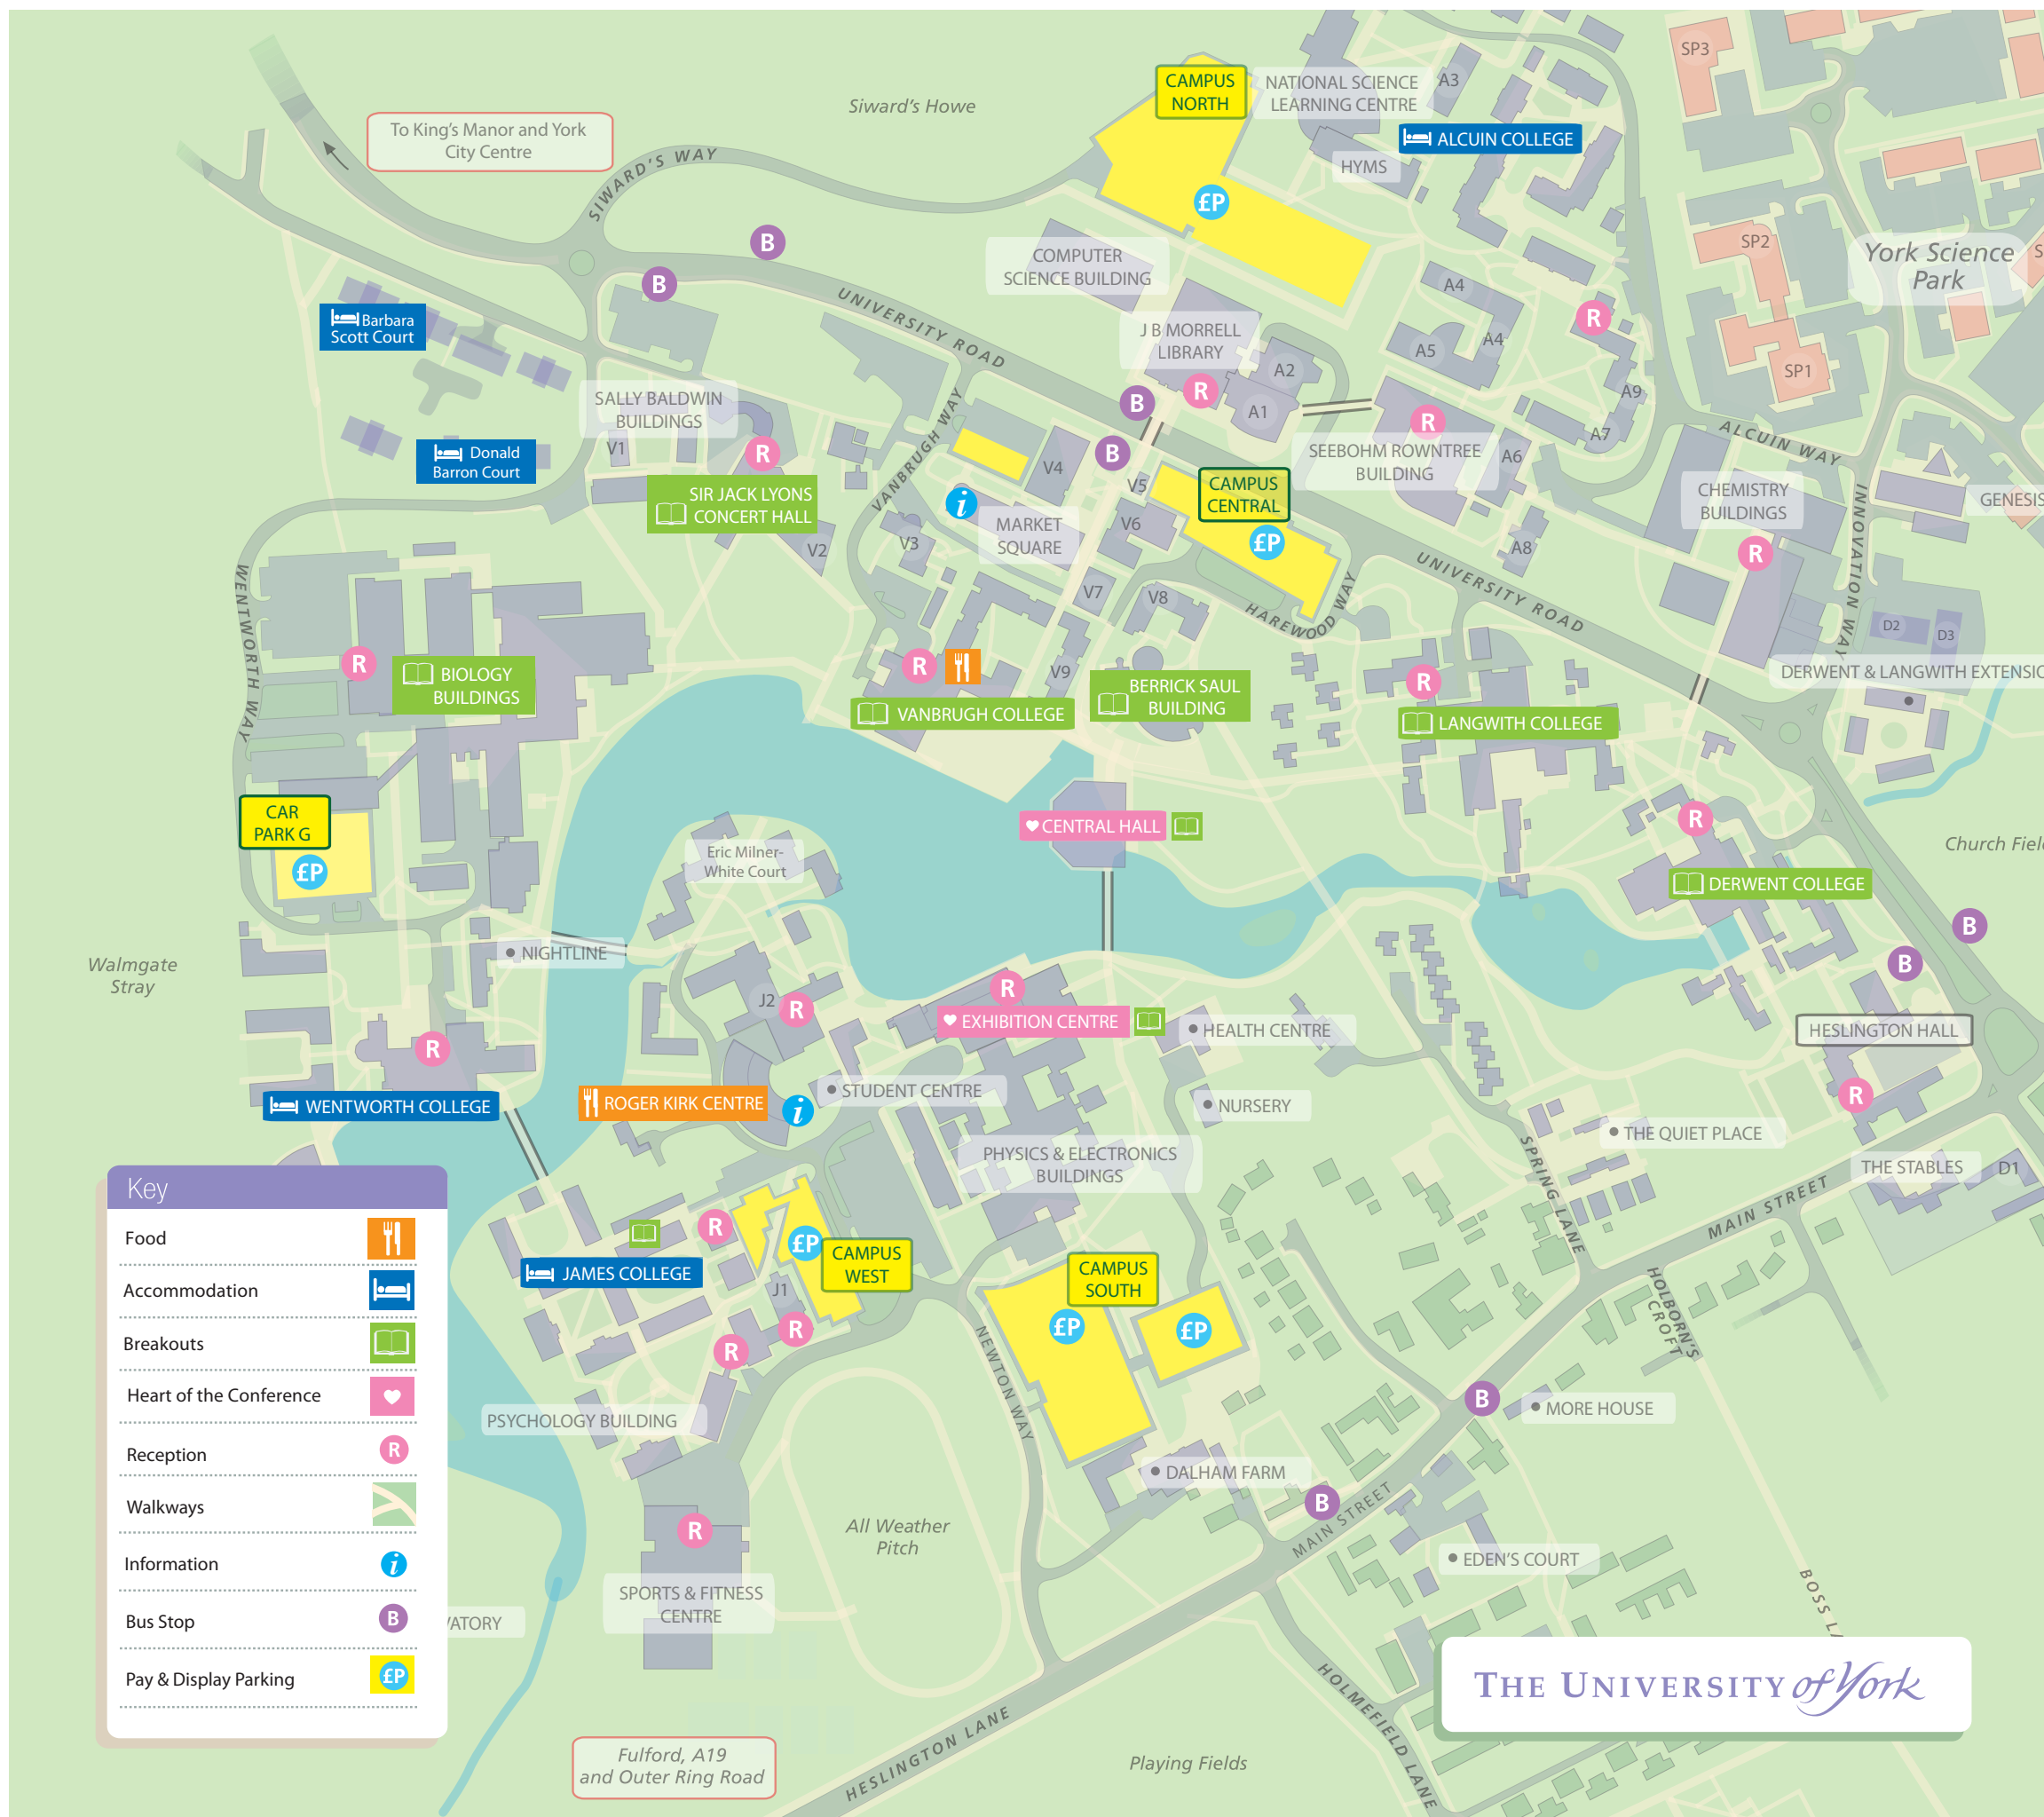 To King's Manor and York
City Centre
Siward's Howe
SIWARD'S WAY
CAMPUS
NORTH
NATIONAL SCIENCE
LEARNING CENTRE
A3
SP3
ALCUIN COLLEGE
HYMS
£P
B
B
COMPUTER
SCIENCE BUILDING
SP2
York Science
Park
UNIVERSITY ROAD
A4
A4
A5
R
Barbara
Scott Court
J B MORRELL
LIBRARY
A2
A1
R
B
SP1
SALLY BALDWIN
BUILDINGS
V1
R
VANBRUGH WAY
A9
A7
R
SEEBOHM ROWNTREE
BUILDING
A6
ALCUIN WAY
Donald
Barron Court
V4
B
V5
CAMPUS
CENTRAL
£P
CHEMISTRY
BUILDINGS
R
GENESIS
INNOVATION WAY
SIR JACK LYONS
CONCERT HALL
V2
i
MARKET
SQUARE
V3
V6
A8
UNIVERSITY ROAD
WENTWORTH WAY
V7
V8
HAREWOOD WAY
D2
D3
R
BIOLOGY
BUILDINGS
R
V9
VANBRUGH COLLEGE
BERRICK SAUL
BUILDING
R
LANGWITH COLLEGE
DERWENT & LANGWITH EXTENSIO
CAR
PARK G
£P
Eric Milner-
White Court
CENTRAL HALL
R
DERWENT COLLEGE
Church Fiel
Walmgate
Stray
NIGHTLINE
B
B
J2
R
R
EXHIBITION CENTRE
HEALTH CENTRE
HESLINGTON HALL
R
WENTWORTH COLLEGE
ROGER KIRK CENTRE
i
STUDENT CENTRE
NURSERY
R
THE QUIET PLACE
PHYSICS & ELECTRONICS
BUILDINGS
SPRING LANE
THE STABLES
D1
MAIN STREET
R
£P
CAMPUS
WEST
JAMES COLLEGE
J1
R
R
CAMPUS
SOUTH
£P
£P
HOLBORN'S
CROFT
NEWTON WAY
PSYCHOLOGY BUILDING
B
MORE HOUSE
DALHAM FARM
B
MAIN STREET
R
All Weather
Pitch
EDEN'S COURT
SPORTS & FITNESS
CENTRE
VATORY
BOSS LA
HOLMEFIELD LANE
HESLINGTON LANE
Fulford, A19
and Outer Ring Road
Playing Fields
Key
Food
Accommodation
Breakouts
Heart of the Conference
Reception R
Walkways
Information i
Bus Stop B
Pay & Display Parking £P
THE UNIVERSITY of York